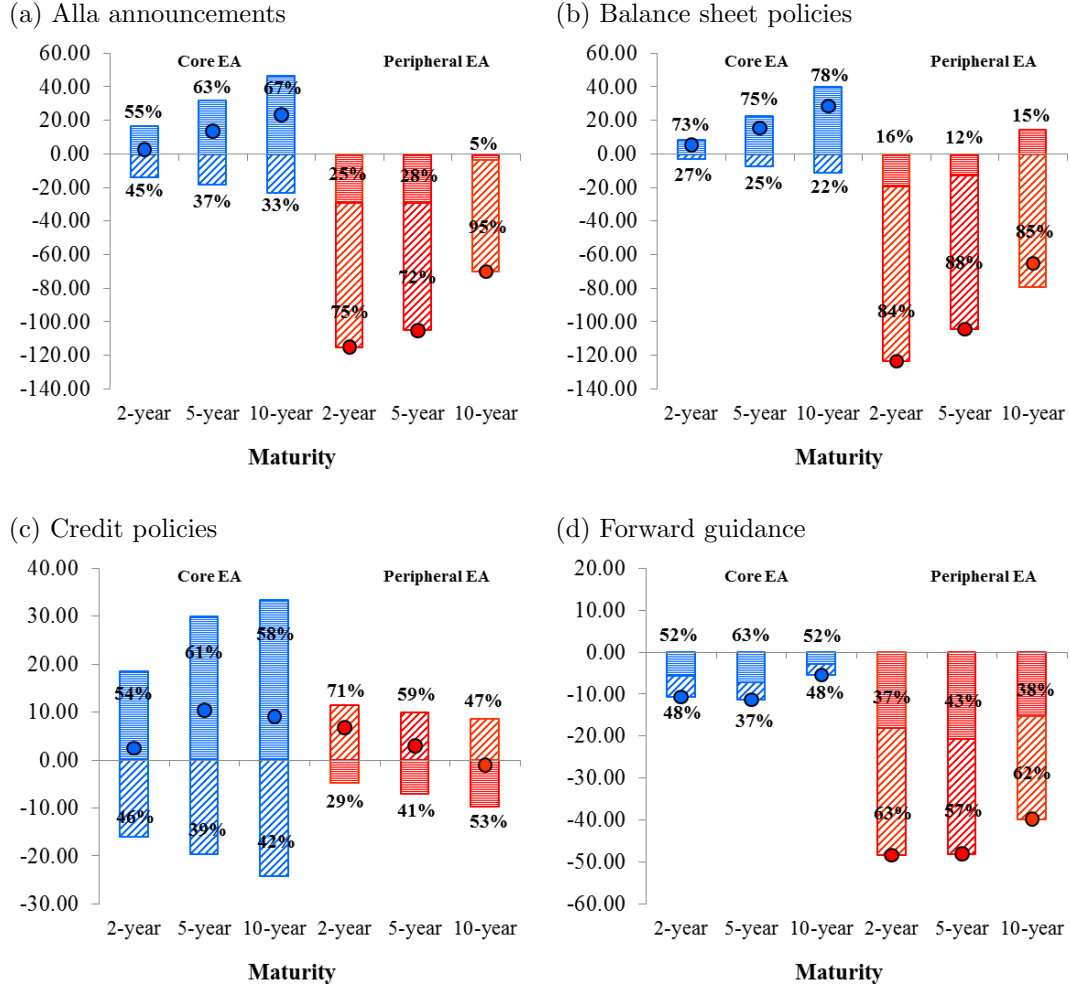 (a) Alla announcements
60.00
40.00
20.00
0.00
-20.00
-40.00
-60.00
-80.00
-100.00
-120.00
-140.00
Core EA
Peripheral EA
55%
63%
67%
45%
37%
33%
25%
28%
5%
75%
72%
95%
2-year
5-year
10-year
2-year
5-year
10-year
Maturity
(b) Balance sheet policies
60.00
40.00
20.00
0.00
-20.00
-40.00
-60.00
-80.00
-100.00
-120.00
-140.00
Core EA
Peripheral EA
73%
75%
78%
27%
25%
22%
16%
12%
15%
84%
88%
85%
2-year
5-year
10-year
2-year
5-year
10-year
Maturity
(c) Credit policies
40.00
30.00
20.00
10.00
0.00
-10.00
-20.00
-30.00
Core EA
Peripheral EA
54%
61%
58%
46%
39%
42%
71%
59%
47%
29%
41%
53%
2-year
5-year
10-year
2-year
5-year
10-year
Maturity
(d) Forward guidance
20.00
10.00
0.00
-10.00
-20.00
-30.00
-40.00
-50.00
-60.00
Core EA
Peripheral EA
52%
63%
52%
48%
37%
48%
37%
43%
38%
63%
57%
62%
2-year
5-year
10-year
2-year
5-year
10-year
Maturity